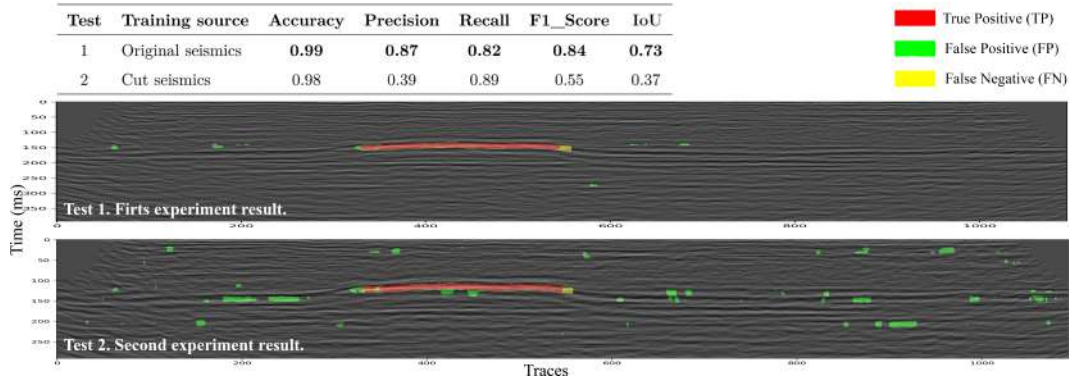 Test Training source Accuracy Precision Recall F1_Score IoU
1 Original seismics 0.99 0.87 0.82 0.84 0.73
2 Cut seismics 0.98 0.39 0.89 0.55 0.37
True Positive (TP)
False Positive (FP)
False Negative (FN)
0
50
100
150
200
250
300
350
Test 1. Firts experiment result.
0 200 400 600 800 1000
Time (ms)
0
50
100
150
200
250
Test 2. Second experiment result.
0 200 400 600 800 1000
Traces